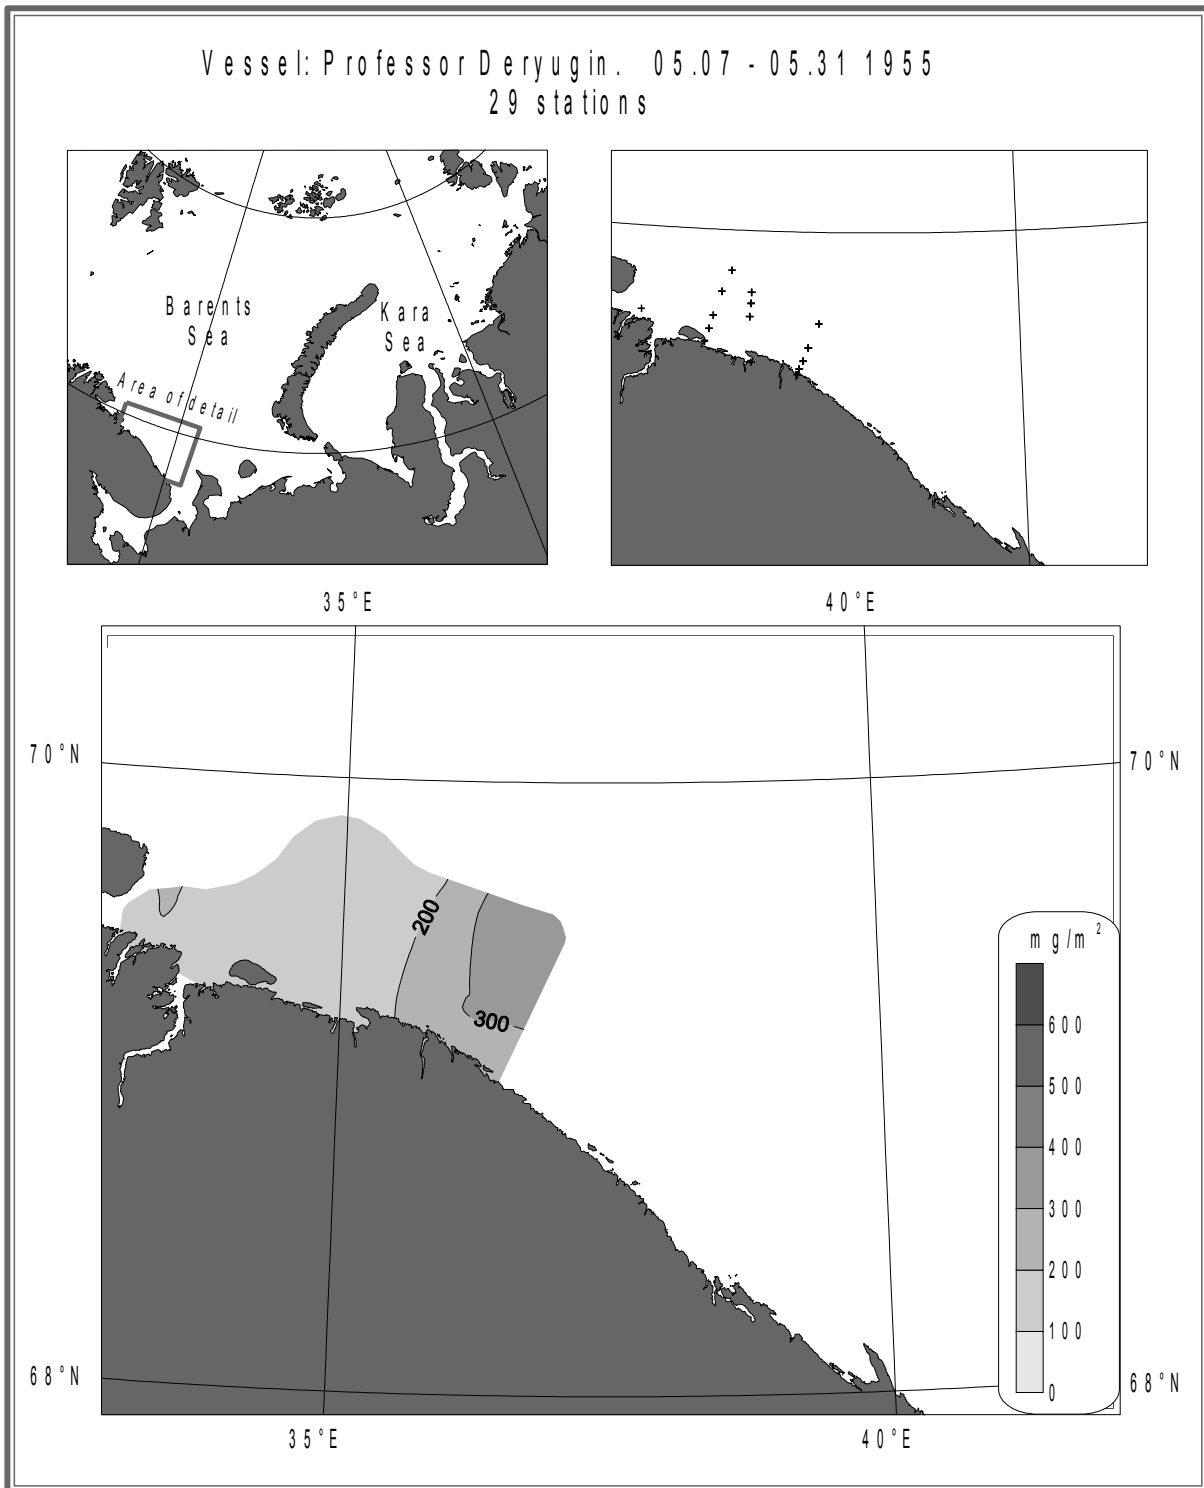 Vessel: Professor Deryugin. 05.07 - 05.31 1955
29 stations
Barents
Sea
Kara
Sea
Area of detail
35°E
40°E
70°N
70°N
200
300
mg/m²
600
500
400
300
200
100
0
68°N
68°N
35°E
40°E